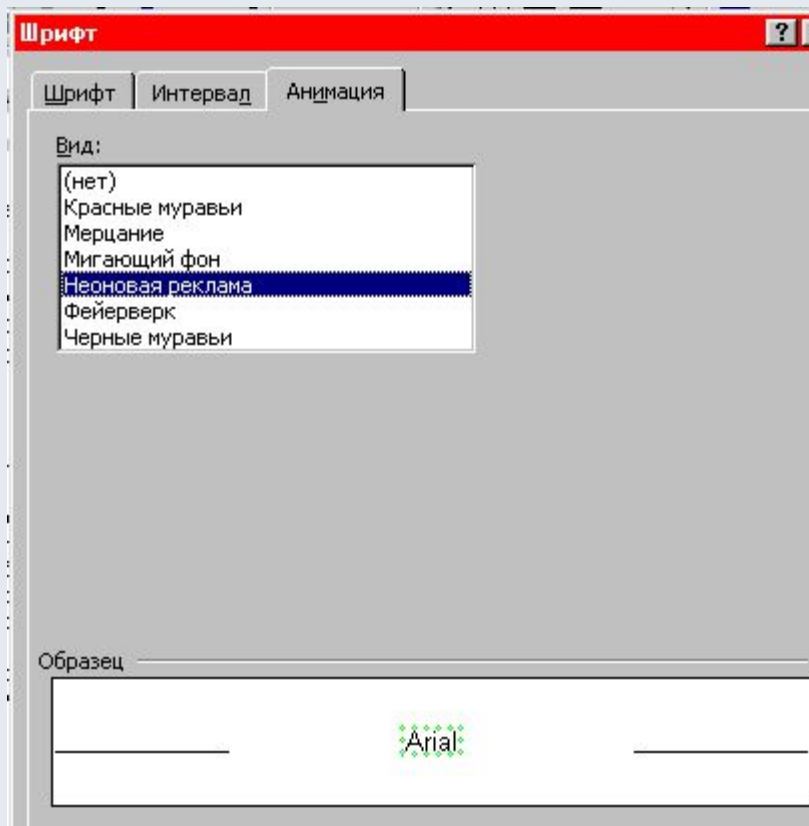 Шрифт ?
Шрифт Интервал Анимация
Вид:
(нет)
Красные муравьи
Мерцание
Мигающий фон
Неоновая реклама
Фейерверк
Черные муравьи
Образец
Arial